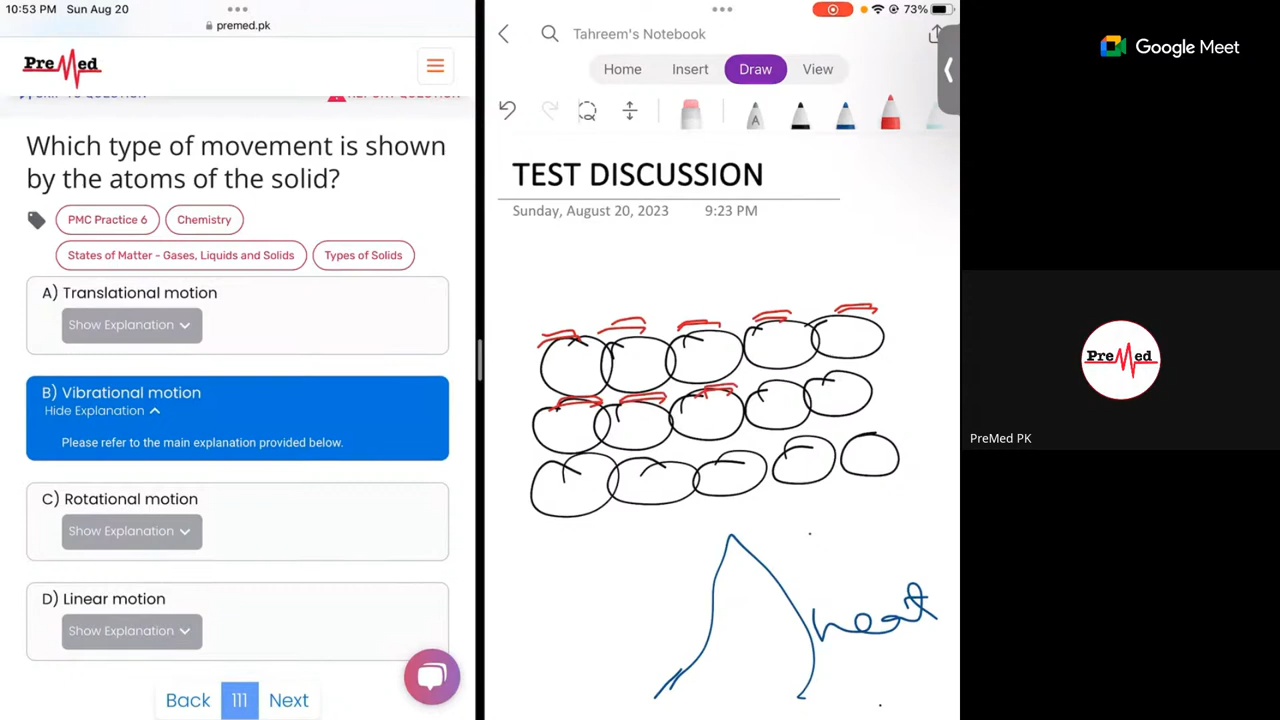 10:53 PM Sun Aug 20
premed.pk
PreMed
REPORT QUESTION
Which type of movement is shown
by the atoms of the solid?
PMC Practice 6
Chemistry
States of Matter - Gases, Liquids and Solids
Types of Solids
A) Translational motion
Show Explanation
B) Vibrational motion
Hide Explanation
Please refer to the main explanation provided below.
C) Rotational motion
Show Explanation
D) Linear motion
Show Explanation
Back 111 Next
73%
Tahreem's Notebook
Home Insert Draw View
A
TEST DISCUSSION
Sunday, August 20, 2023 9:23 PM
heat
Google Meet
PreMed
PreMed PK